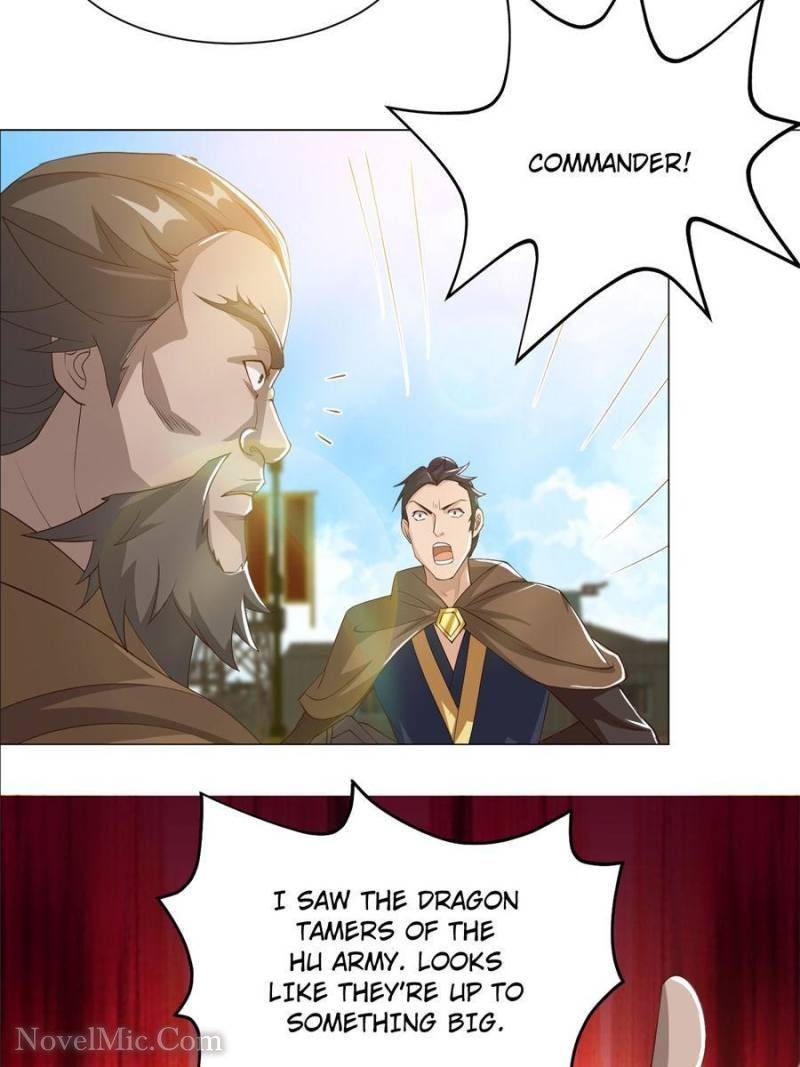 COMMANDER!
I SAW THE DRAGON
TAMERS OF THE
HU ARMY. LOOKS
LIKE THEY'RE UP TO
SOMETHING BIG.
NovelMic.Com